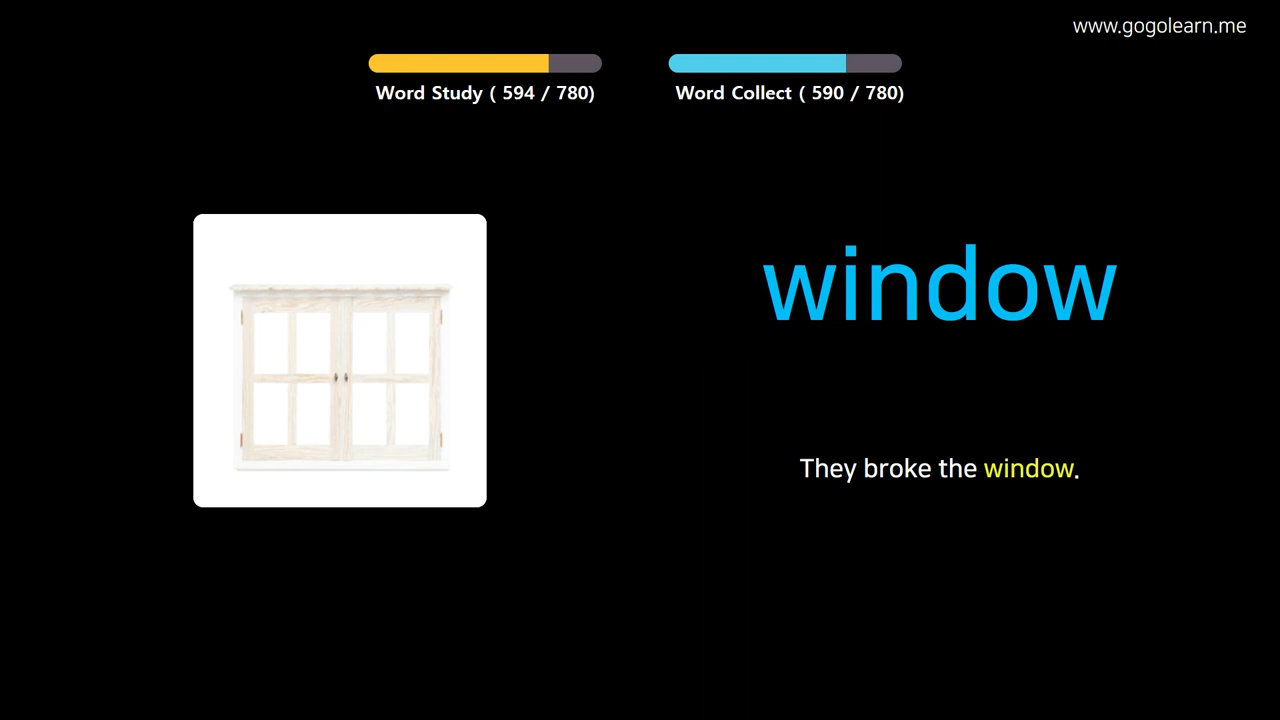 www.gogolearn.me
Word Study ( 594 / 780)
Word Collect ( 590 / 780)
window
They broke the window.